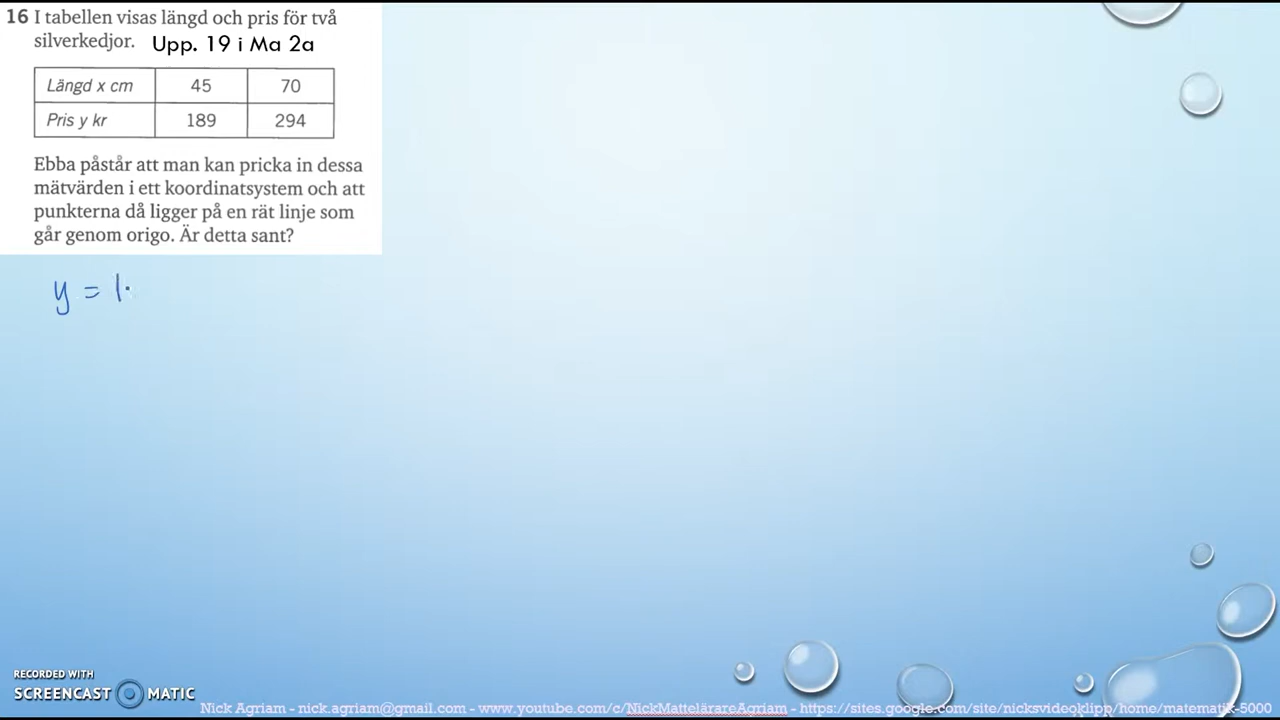 16 I tabellen visas längd och pris för två
silverkedjor. Upp. 19 i Ma 2a
Längd x cm 45 70
Pris y kr 189 294
Ebba påstår att man kan pricka in dessa
mätvärden i ett koordinatsystem och att
punkterna då ligger på en rät linje som
går genom origo. Är detta sant?
y =
RECORDED WITH
SCREENCAST MATIC
Nick Agriam - nick.agriam@gmail.com - www.youtube.com/c/NickMattelärareAgriam - https://sites.google.com/site/nicksvideoklipp/home/matematik-5000